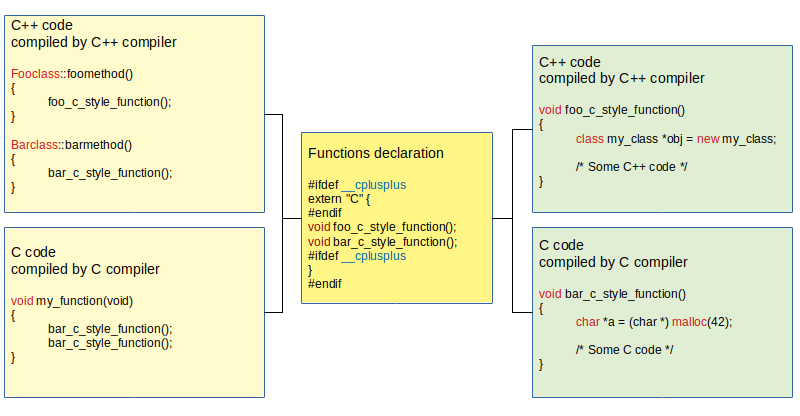 C++ code
compiled by C++ compiler
Fooclass::foomethod()
{
foo_c_style_function();
}
Barclass::barmethod()
{
bar_c_style_function();
}
C code
compiled by C compiler
void my_function(void)
{
bar_c_style_function();
bar_c_style_function();
}
Functions declaration
#ifdef __cplusplus
extern "C" {
#endif
void foo_c_style_function();
void bar_c_style_function();
#ifdef __cplusplus
}
#endif
C++ code
compiled by C++ compiler
void foo_c_style_function()
{
class my_class *obj = new my_class;
/* Some C++ code */
}
C code
compiled by C compiler
void bar_c_style_function()
{
char *a = (char *) malloc(42);
/* Some C code */
}